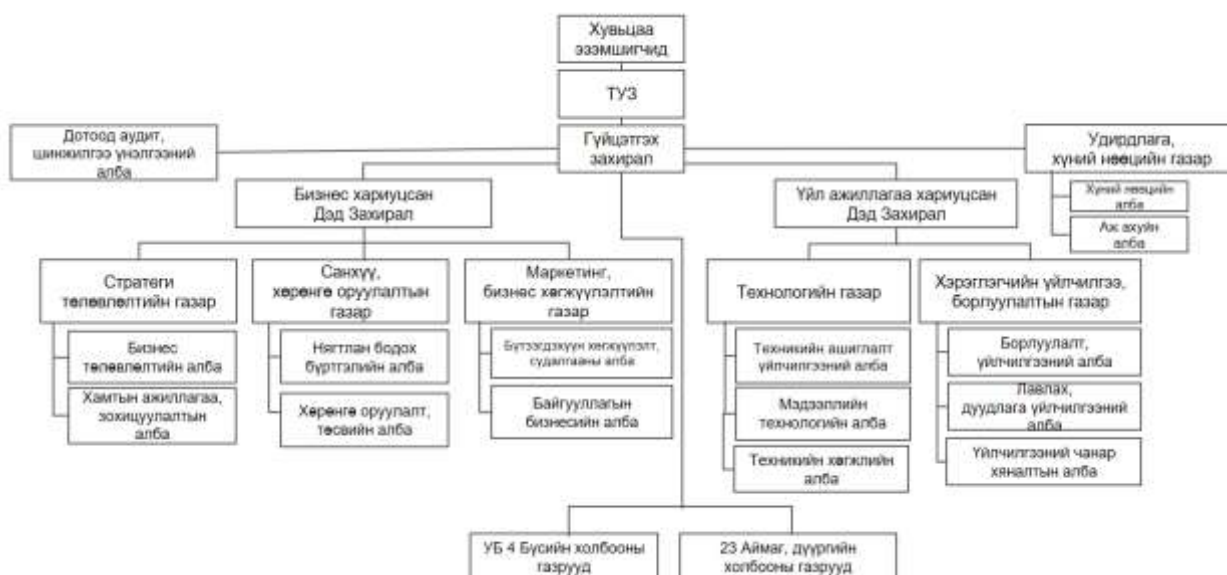 Хувьцаа
эзэмшигчид
ТУЗ
Гүйцэтгэх
захирал
Дотоод аудит,
шинжилгээ үнэлгээний
алба
Удирдлага,
хүний нөөцийн газар
Хүний нөөцийн
алба
Аж ахуйн
алба
Бизнес хариуцсан
Дэд Захирал
Үйл ажиллагаа хариуцсан
Дэд Захирал
Стратеги
төлөвлөлтийн газар
Бизнес
төлөвлөлтийн алба
Хамтын ажиллагаа,
зохицуулалтын
алба
Санхүү,
хөрөнгө оруулалтын
газар
Нягтлан бодох
бүртгэлийн алба
Хөрөнгө оруулалт,
төсвийн алба
Маркетинг,
бизнес хөгжүүлэлтийн
газар
Бүтээгдэхүүн хөгжүүлэлт,
судалгааны алба
Байгууллагын
бизнесийн алба
Технологийн газар
Техникийн ашиглалт
үйлчилгээний алба
Мэдээллийн
технологийн алба
Техникийн хөгжлийн
алба
Хэрэглэгчийн үйлчилгээ,
борлуулалтын газар
Борлуулалт,
үйлчилгээний алба
Лавлах,
дуудлага үйлчилгээний
алба
Үйлчилгээний чанар
хяналтын алба
УБ 4 Бүсийн холбооны
газрууд
23 Аймаг, дүүргийн
холбооны газрууд